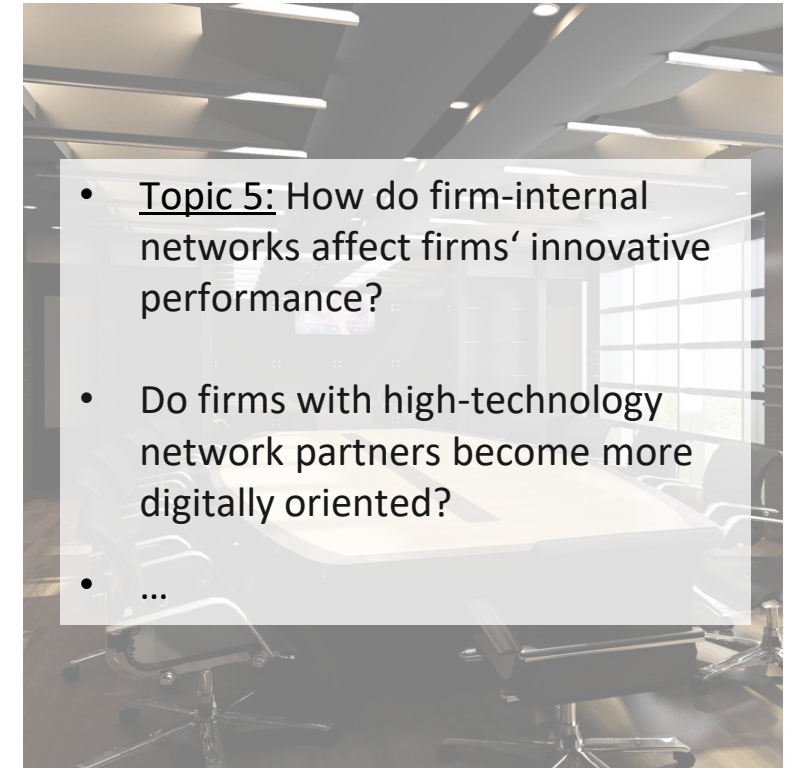 • Topic 5: How do firm-internal
networks affect firms‘ innovative
performance?
• Do firms with high-technology
network partners become more
digitally oriented?
• …